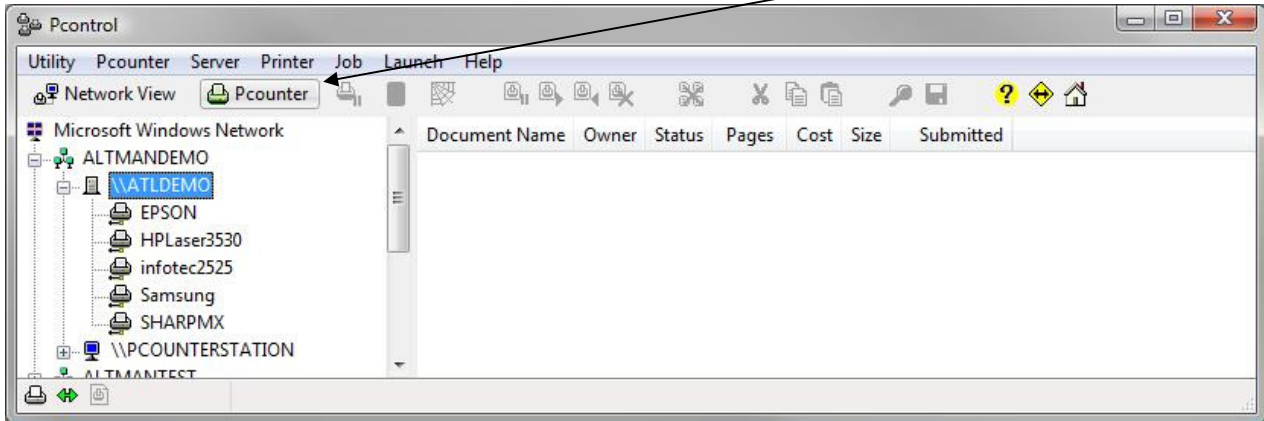 Pcontrol
Utility Pcounter Server Printer Job Launch Help
Network View Pcounter ?
Microsoft Windows Network
Document Name Owner Status Pages Cost Size Submitted
ALTMANDEMO
\\ATLDEMO
EPSON
HPLaser3530
infotec2525
Samsung
SHARPMX
\\PCOUNTERSTATION
ALTMANTEST